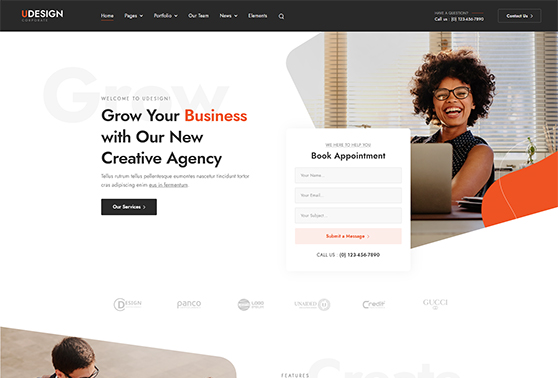 UDESIGN
CORPORATE
Home Pages Portfolio Our Team News Elements
HAVE A QUESTION?
Call us : (0) 123-456-7890
Contact Us
Grow
WELCOME TO UDESIGN!
Grow Your Business
with Our New
Creative Agency
Tellus rutrum tellus pellentesque eumontes nascetur tincidunt tortor
cras adipiscing enim quis in fermentum.
Our Services
WE HERE TO HELP YOU
Book Appointment
Your Name...
Your Email...
Your Subject...
Submit a Message
CALL US : (0) 123-456-7890
DESIGN
panco
LOGO
USABLED
Credit
GUCCI
FEATURES
Create